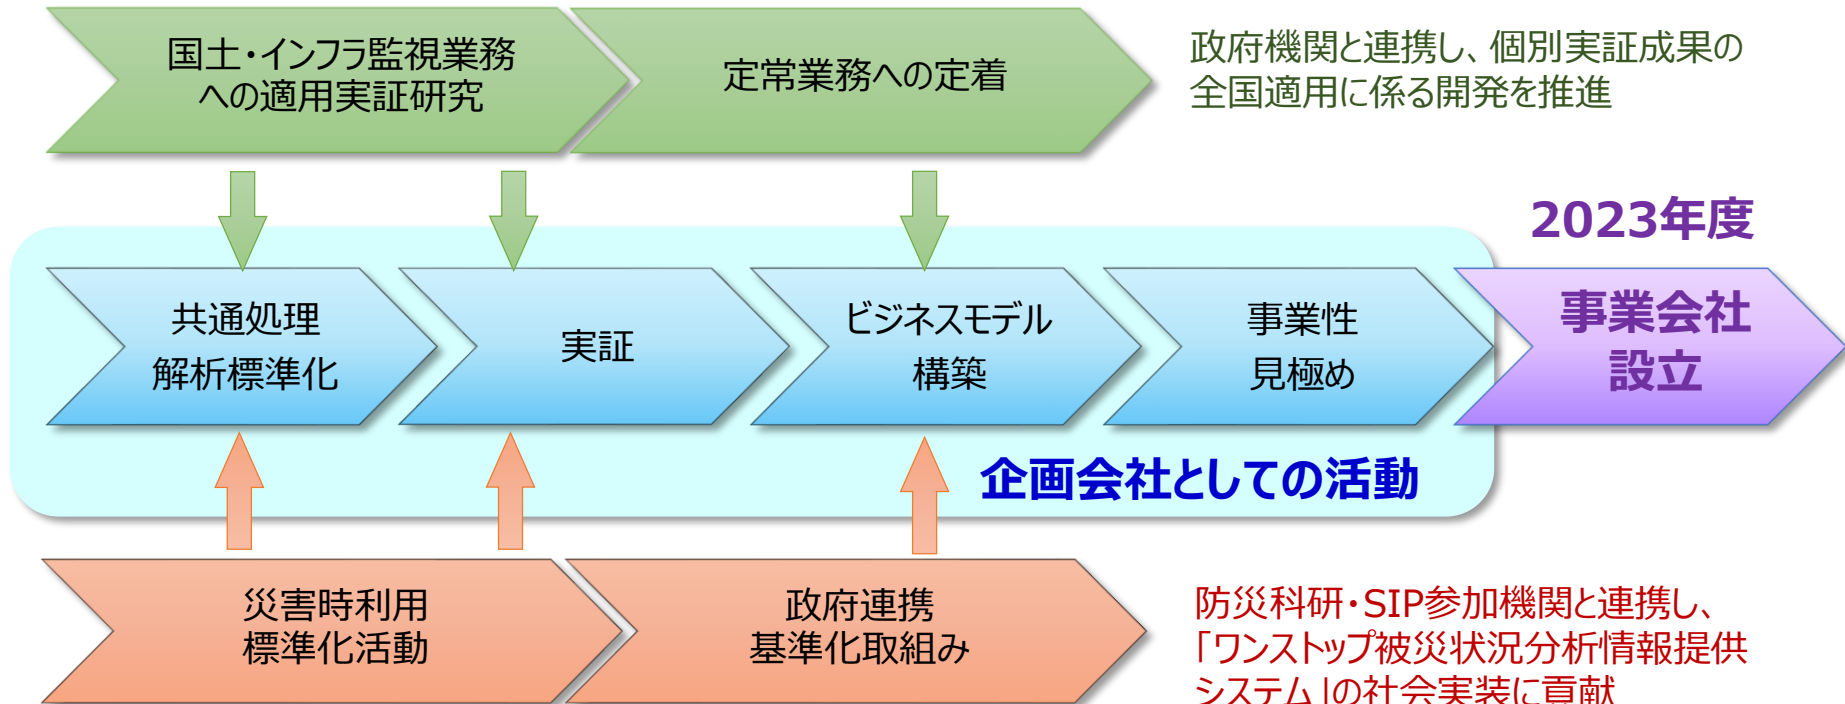 国土・インフラ監視業務
への適用実証研究
定常業務への定着
政府機関と連携し、個別実証成果の
全国適用に係る開発を推進
2023年度
共通処理
解析標準化
実証
ビジネスモデル
構築
事業性
見極め
事業会社
設立
企画会社としての活動
災害時利用
標準化活動
政府連携
基準化取組み
防災科研・SIP参加機関と連携し、
「ワンストップ被災状況分析情報提供
システム」の社会実装に貢献